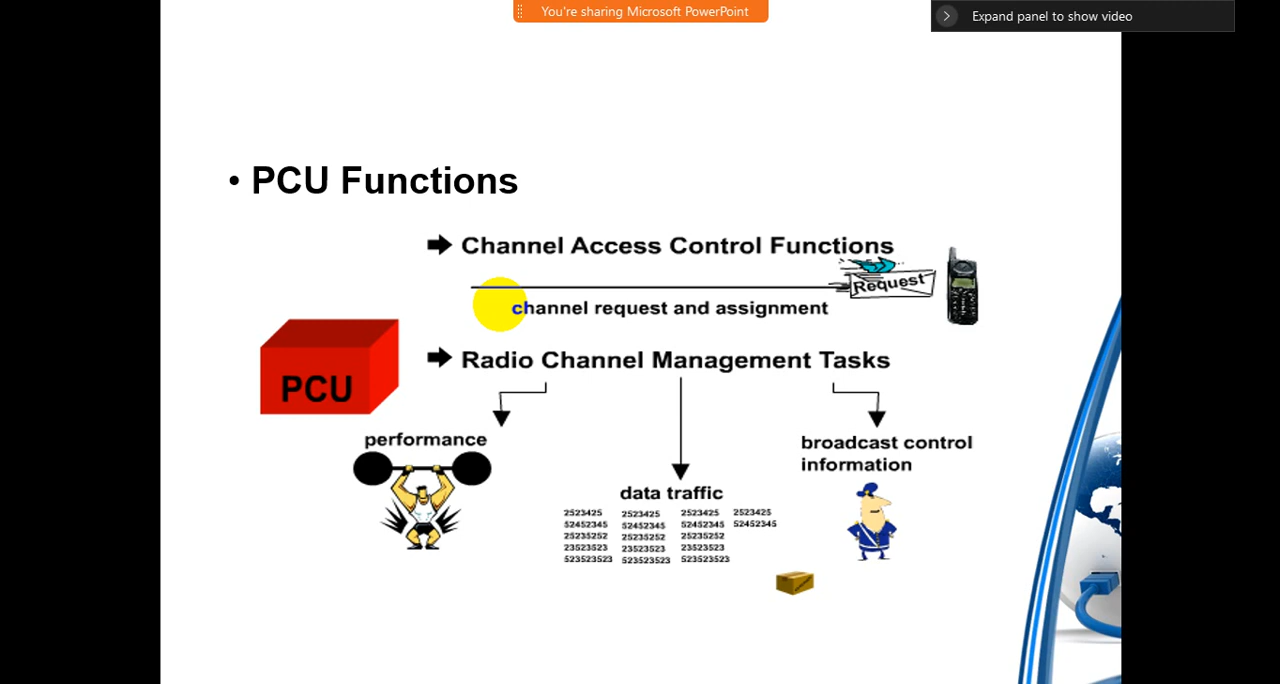 You're sharing Microsoft PowerPoint
Expand panel to show video
• PCU Functions
Channel Access Control Functions
Request
channel request and assignment
PCU
Radio Channel Management Tasks
performance
broadcast control
information
data traffic
2523425 2523425 2523425 2523425
52452345 52452345 52452345 52452345
25235252 25235252 25235252
23523523 23523523 23523523
523523523 523523523 523523523